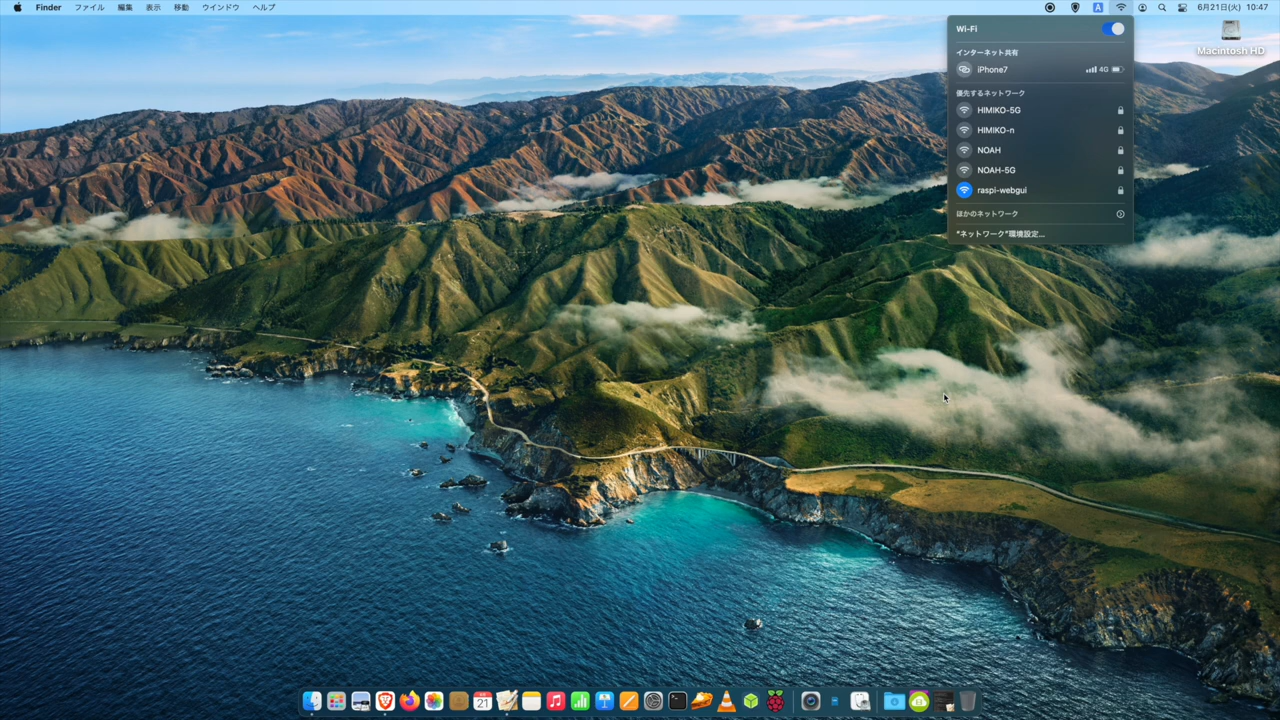 Finder ファイル 編集 表示 移動 ウインドウ ヘルプ A 6月21日(火) 10:47
Wi-Fi
インターネット共有
iPhone7 4G
優先するネットワーク
HIMIKO-5G
HIMIKO-n
NOAH
NOAH-5G
raspi-webgui
ほかのネットワーク
"ネットワーク"環境設定...
Macintosh HD
21